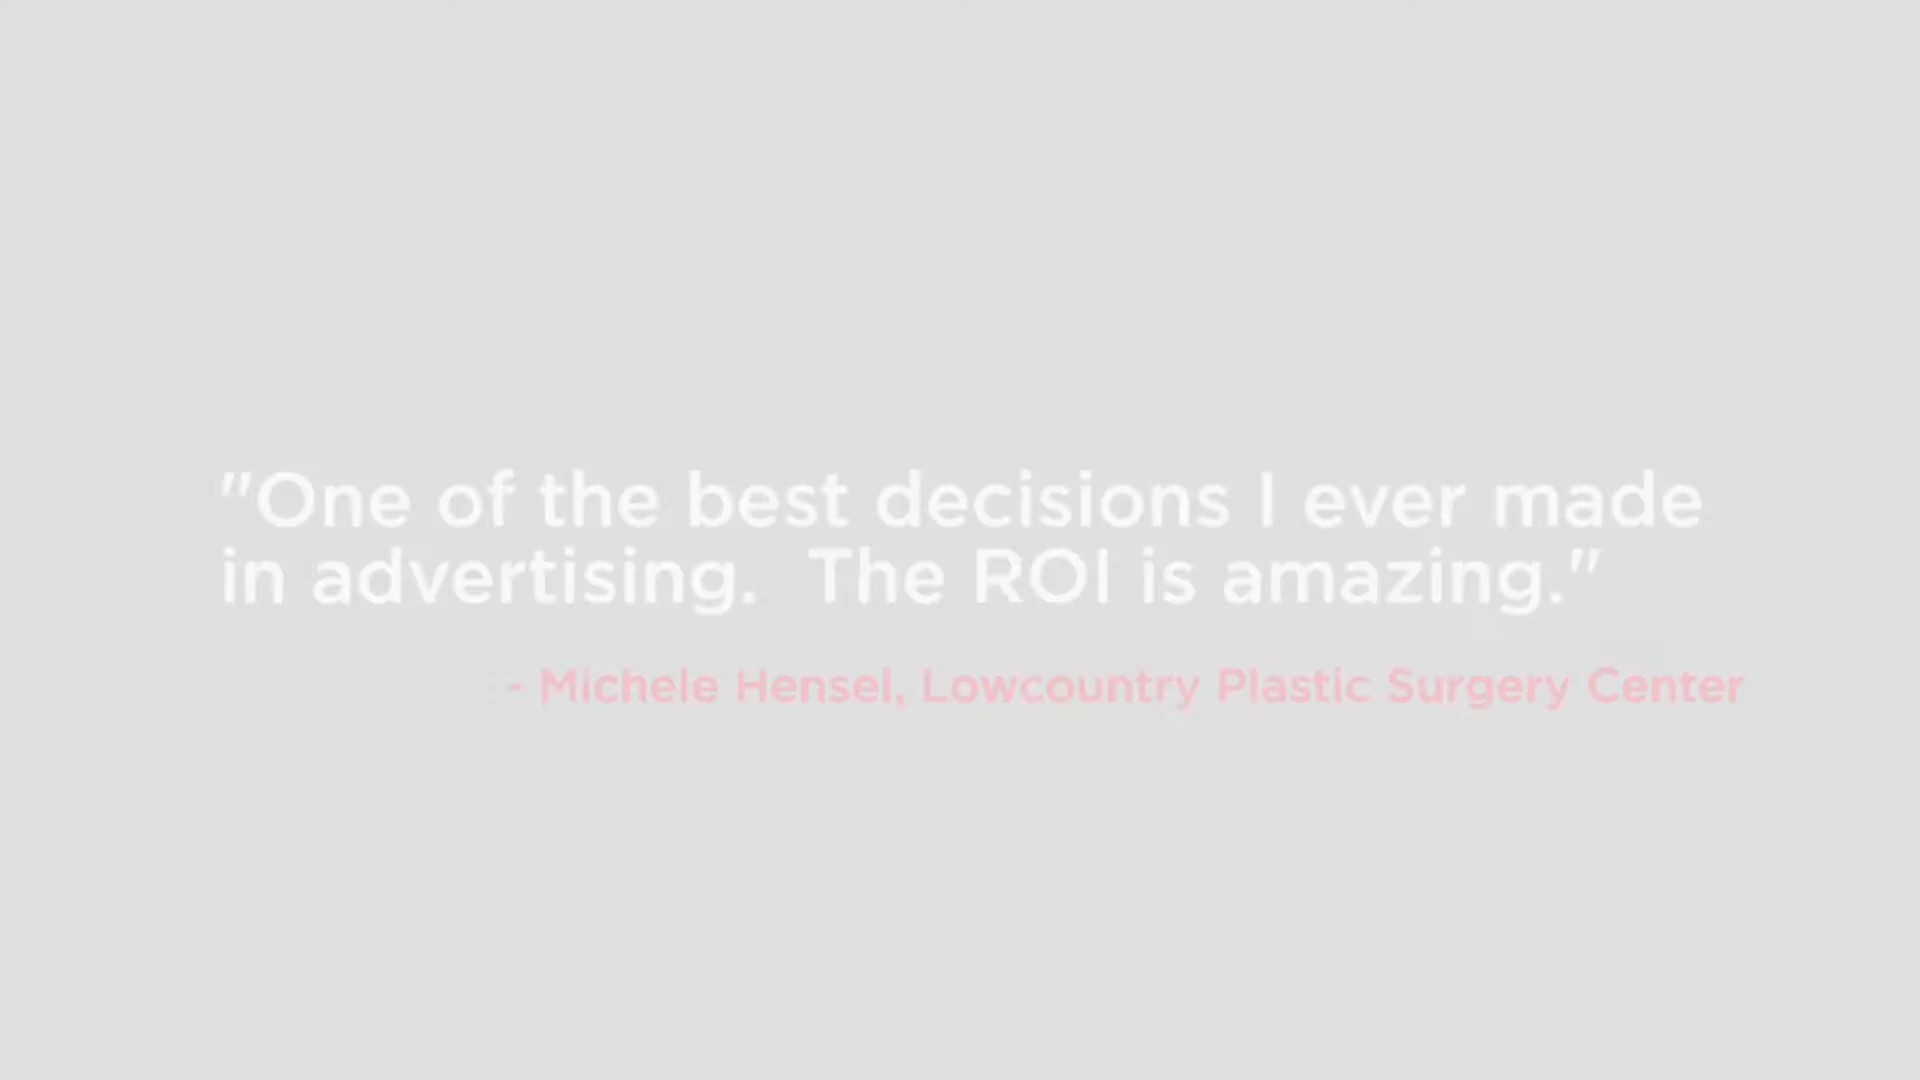 "One of the best decisions I ever made
in advertising.  The ROI is amazing."
- Michele Hensel, Lowcountry Plastic Surgery Center